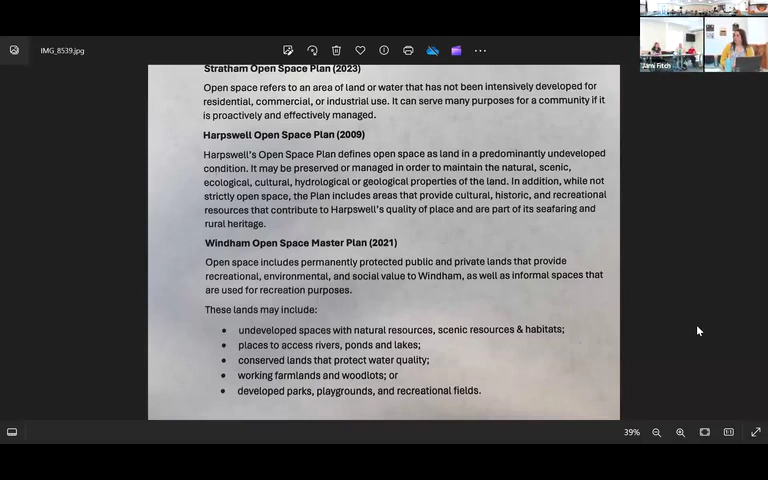 IMG_8539.jpg
Jami Fitch
Stratham Open Space Plan (2023)
Open space refers to an area of land or water that has not been intensively developed for
residential, commercial, or industrial use. It can serve many purposes for a community if it
is proactively and effectively managed.
Harpswell Open Space Plan (2009)
Harpswell's Open Space Plan defines open space as land in a predominantly undeveloped
condition. It may be preserved or managed in order to maintain the natural, scenic,
ecological, cultural, hydrological or geological properties of the land. In addition, while not
strictly open space, the Plan includes areas that provide cultural, historic, and recreational
resources that contribute to Harpswell's quality of place and are part of its seafaring and
rural heritage.
Windham Open Space Master Plan (2021)
Open space includes permanently protected public and private lands that provide
recreational, environmental, and social value to Windham, as well as informal spaces that
are used for recreation purposes.
These lands may include:
• undeveloped spaces with natural resources, scenic resources & habitats;
• places to access rivers, ponds and lakes;
• conserved lands that protect water quality;
• working farmlands and woodlots; or
• developed parks, playgrounds, and recreational fields.
39%